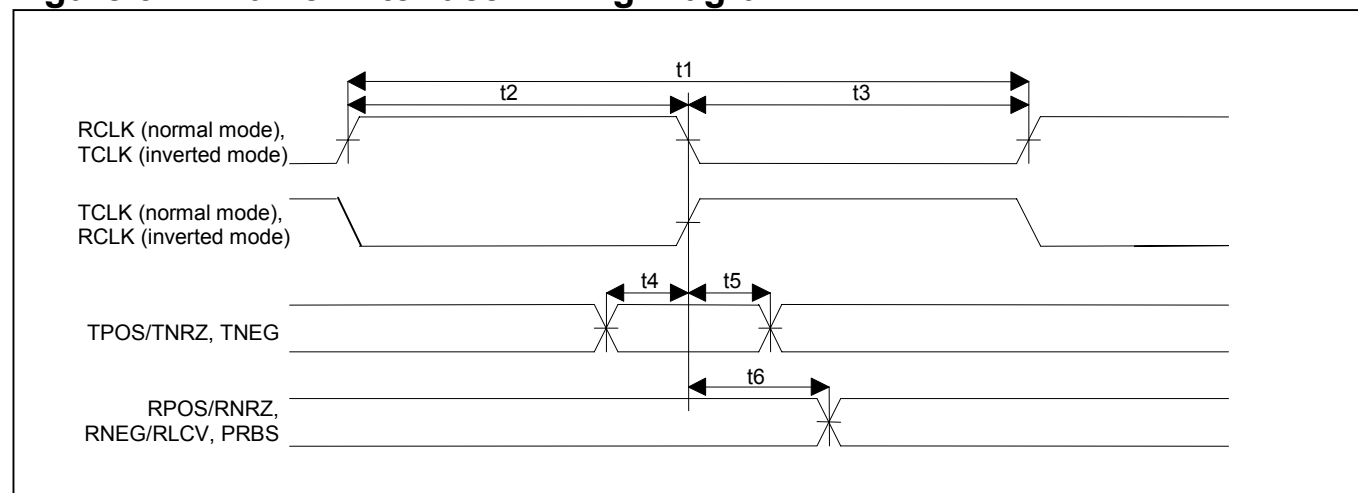 t1
t2
t3
RCLK (normal mode),
TCLK (inverted mode)
TCLK (normal mode),
RCLK (inverted mode)
t4
t5
TPOS/TNRZ, TNEG
t6
RPOS/RNRZ,
RNEG/RLCV, PRBS